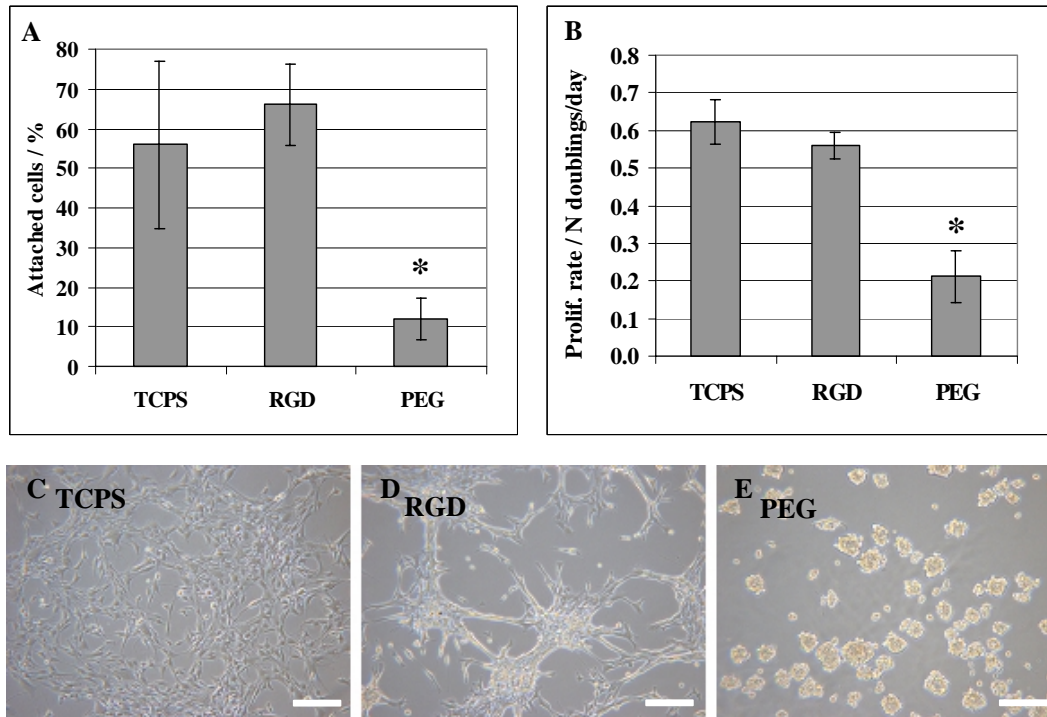 A
Attached cells / %
80
70
60
50
40
30
20
10
0
*
TCPS RGD PEG
B
Prolif. rate / N doublings/day
0.8
0.7
0.6
0.5
0.4
0.3
0.2
0.1
0.0
*
TCPS RGD PEG
C TCPS
D RGD
E PEG